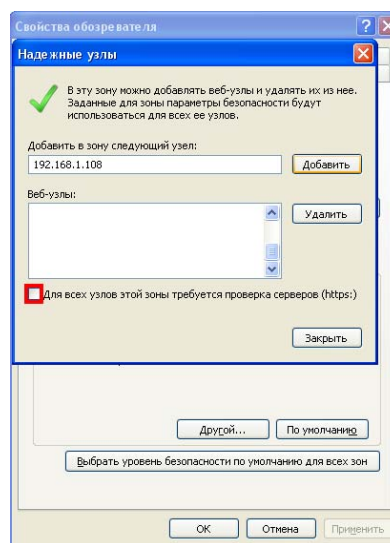 Свойства обозревателя
Надежные узлы
В эту зону можно добавлять веб-узлы и удалять их из нее.
Заданные для зоны параметры безопасности будут
использоваться для всех ее узлов.
Добавить в зону следующий узел:
192.168.1.108
Добавить
Веб-узлы:
Удалить
Для всех узлов этой зоны требуется проверка серверов (https:)
Закрыть
Другой...
По умолчанию
Выбрать уровень безопасности по умолчанию для всех зон
ОК
Отмена
Применить